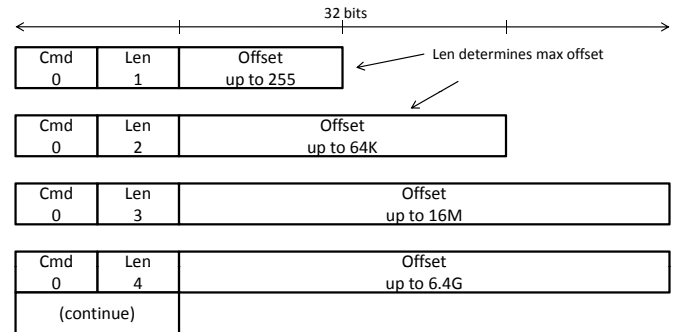 32 bits
Cmd Len Offset
0 1 up to 255
Len determines max offset
Cmd Len Offset
0 2 up to 64K
Cmd Len Offset
0 3 up to 16M
Cmd Len Offset
0 4 up to 6.4G
(continue)